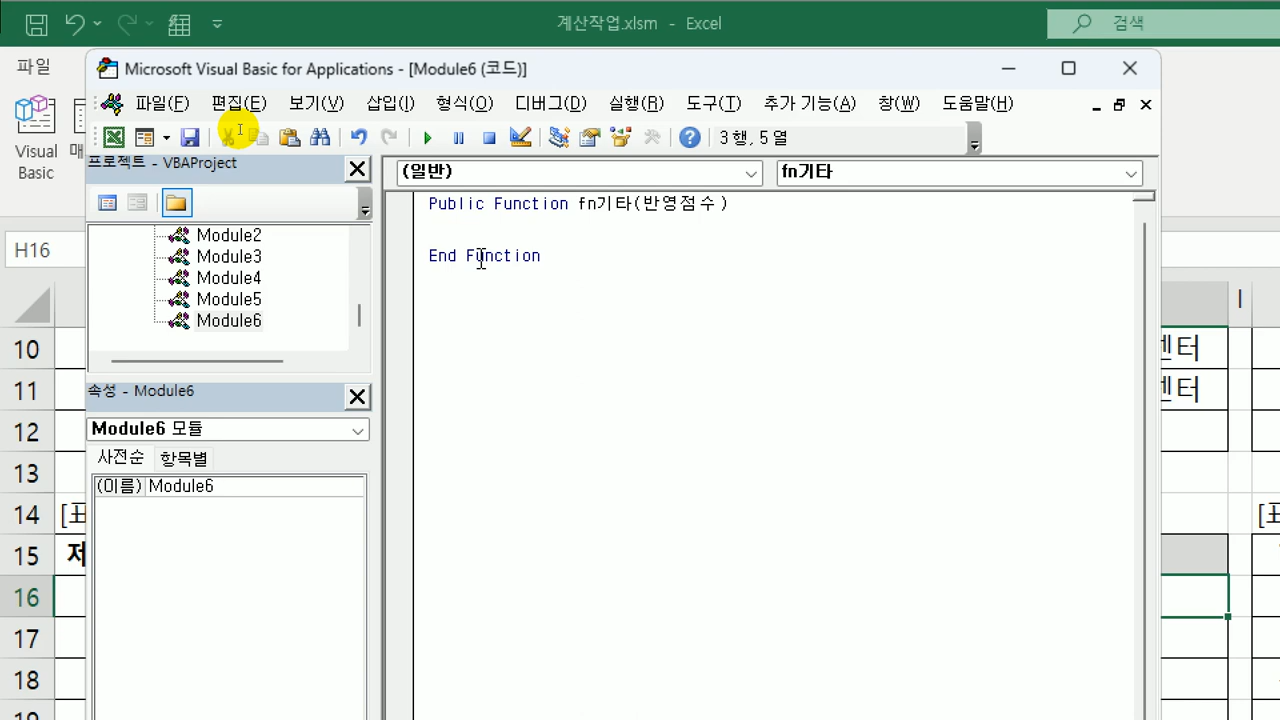 계산작업.xlsm - Excel
검색
파일
Microsoft Visual Basic for Applications - [Module6 (코드)]
파일(F) 편집(E) 보기(V) 삽입(I) 형식(O) 디버그(D) 실행(R) 도구(T) 추가 기능(A) 창(W) 도움말(H)
Visual
Basic
3 행, 5 열
프로젝트 - VBAProject
(일반)
fn기타
Public Function fn기타(반영점수)
End Function
Module2
Module3
Module4
Module5
Module6
H16
I
속성 - Module6
Module6 모듈
사전순 항목별
(이름) Module6
10
11
12
13
14
15
16
17
18
센터
센터
[표
[표
제